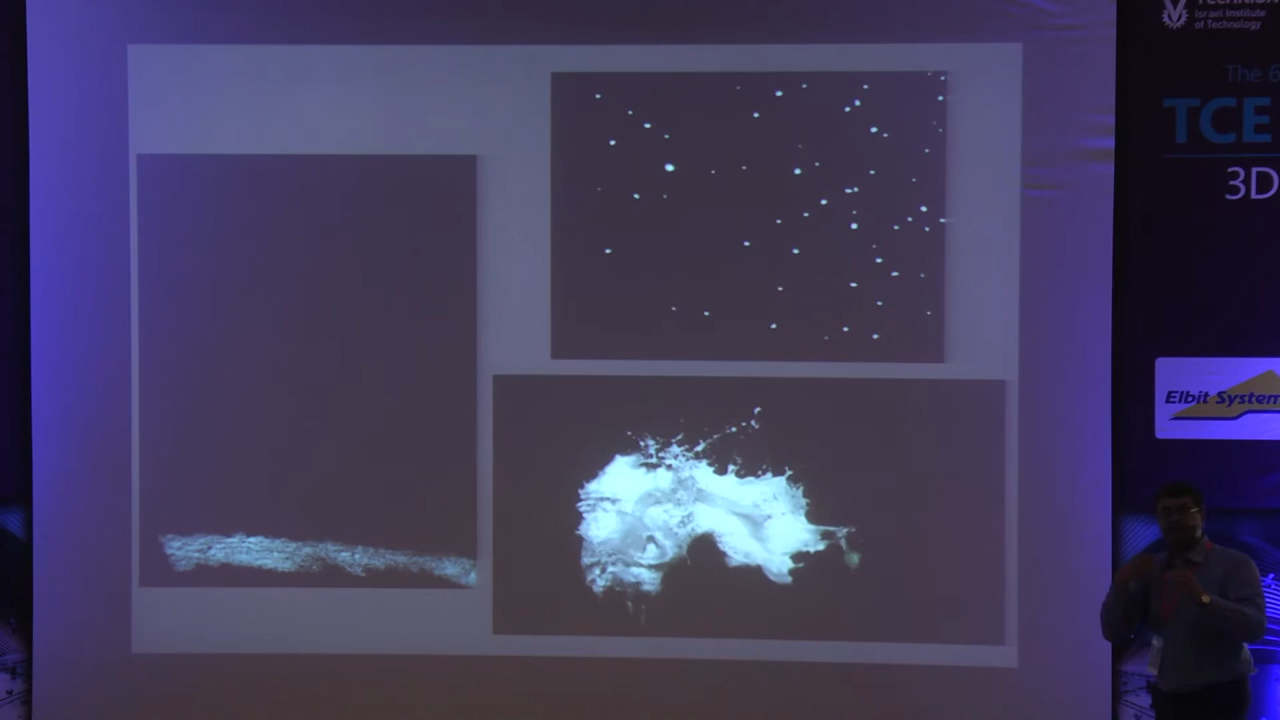 Israel Institute
of Technology
The 6
TCE
3D
Elbit System